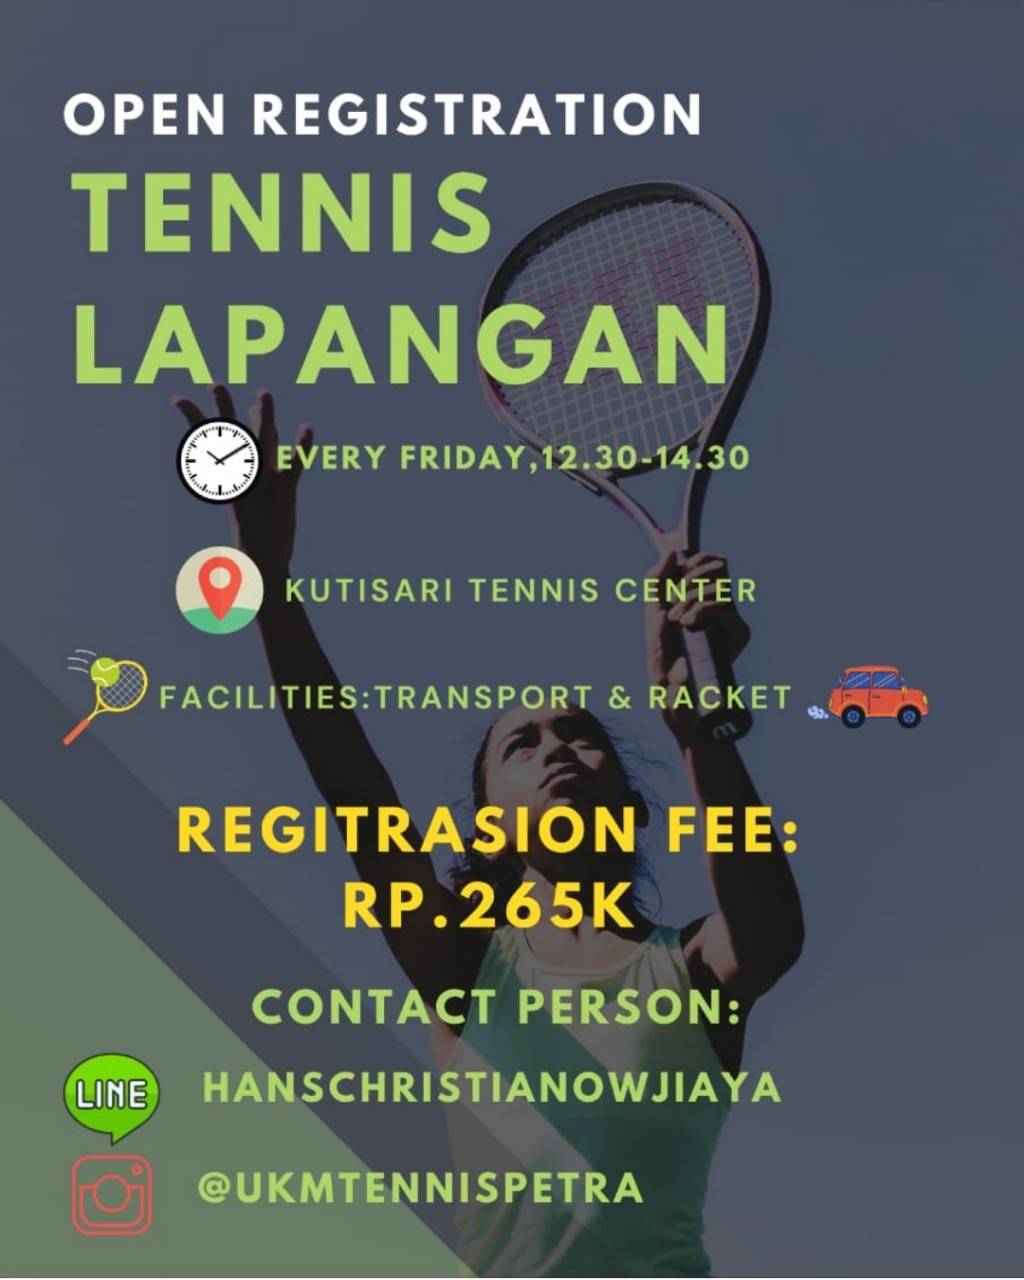 OPEN REGISTRATION
TENNIS
LAPANGAN
EVERY FRIDAY,12.30-14.30
KUTISARI TENNIS CENTER
FACILITIES:TRANSPORT & RACKET
REGITRASION FEE:
RP.265K
CONTACT PERSON:
LINE HANSCHRISTIANOWJIAYA
@UKMTENNISPETRA